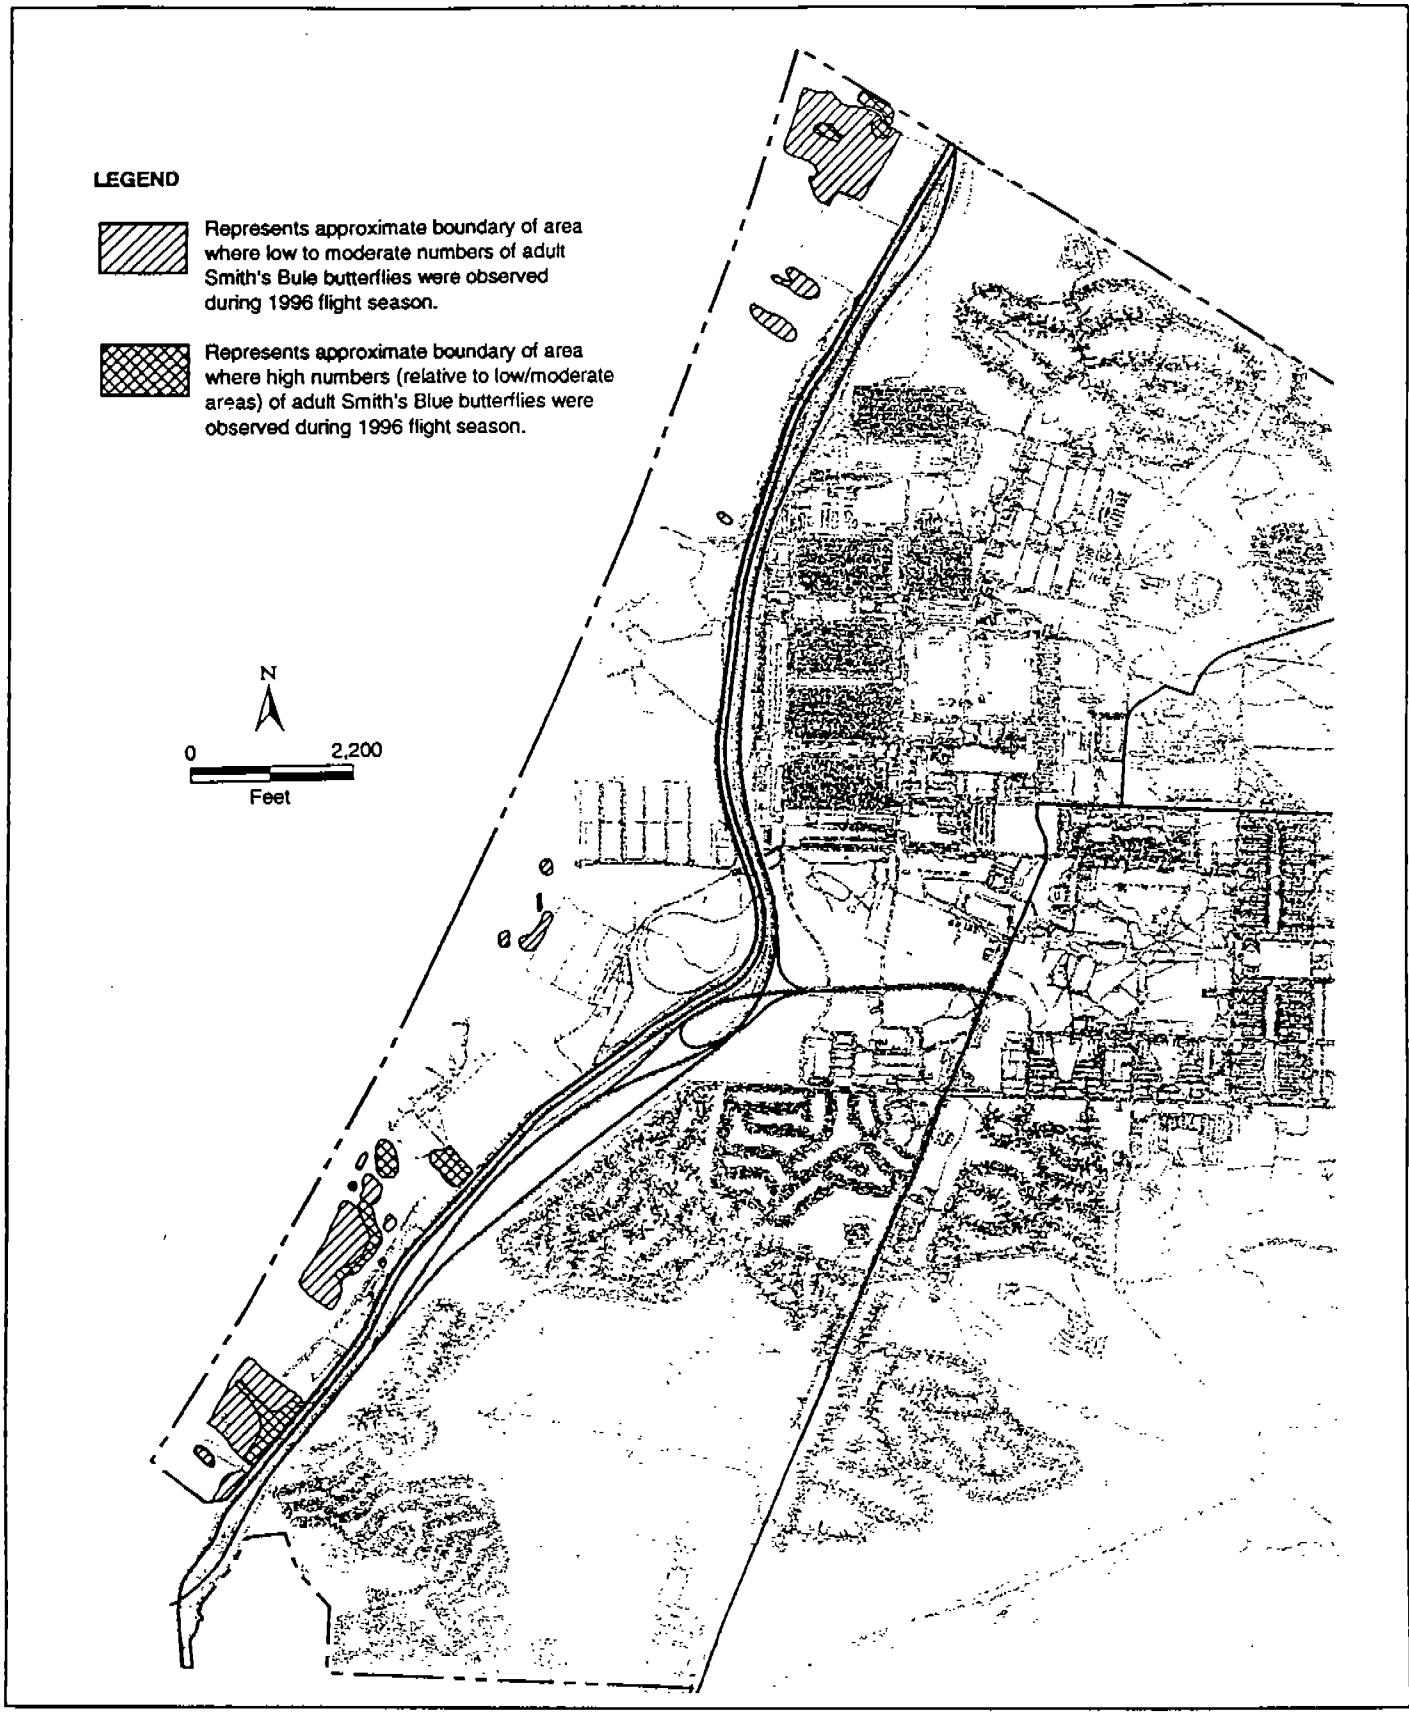 LEGEND
Represents approximate boundary of area
where low to moderate numbers of adult
Smith's Bule butterflies were observed
during 1996 flight season.
Represents approximate boundary of area
where high numbers (relative to low/moderate
areas) of adult Smith's Blue butterflies were
observed during 1996 flight season.
N
0 2,200
Feet